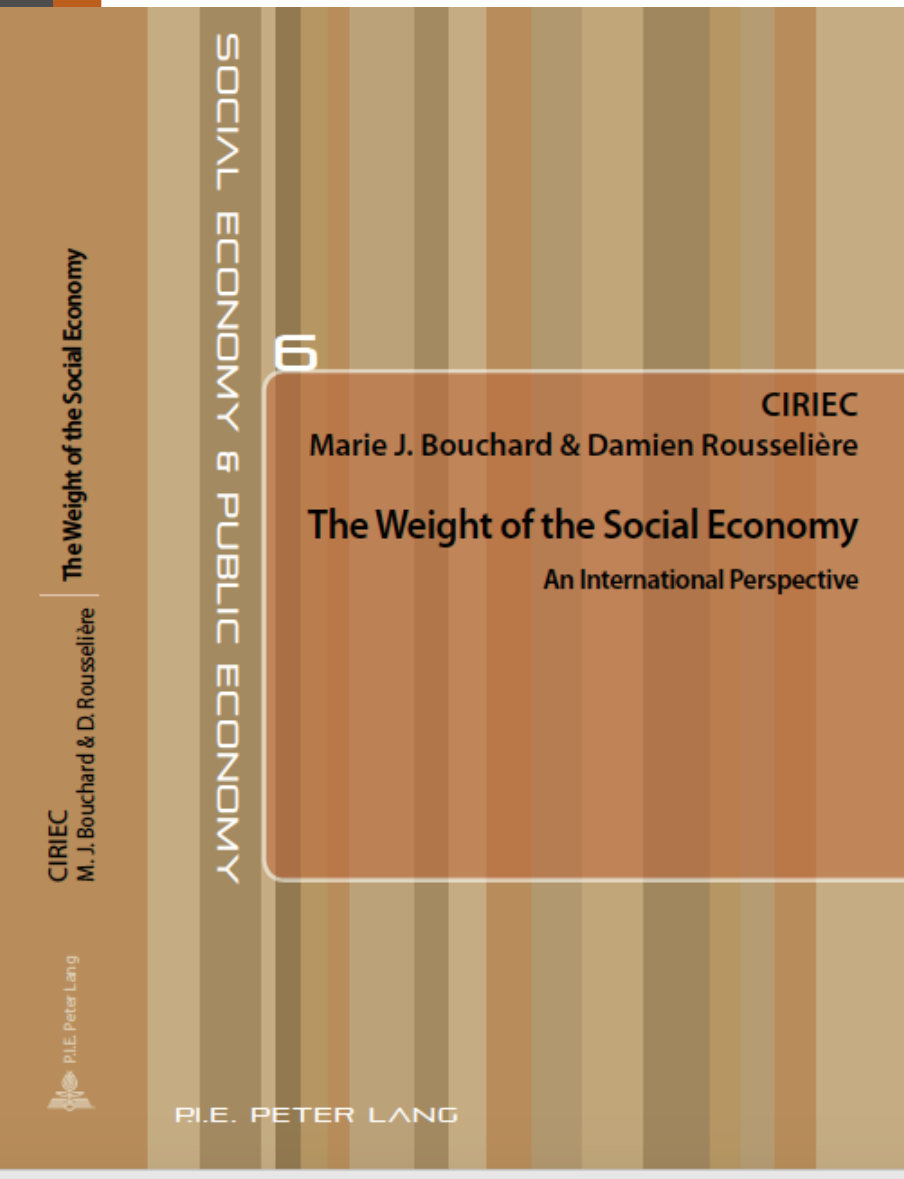 The Weight of the Social Economy
CIRIEC
M. J. Bouchard & D. Rousselière
P.I.E. Peter Lang
SOCIAL ECONOMY & PUBLIC ECONOMY
6
CIRIEC
Marie J. Bouchard & Damien Rousselière
The Weight of the Social Economy
An International Perspective
P.I.E. PETER LANG